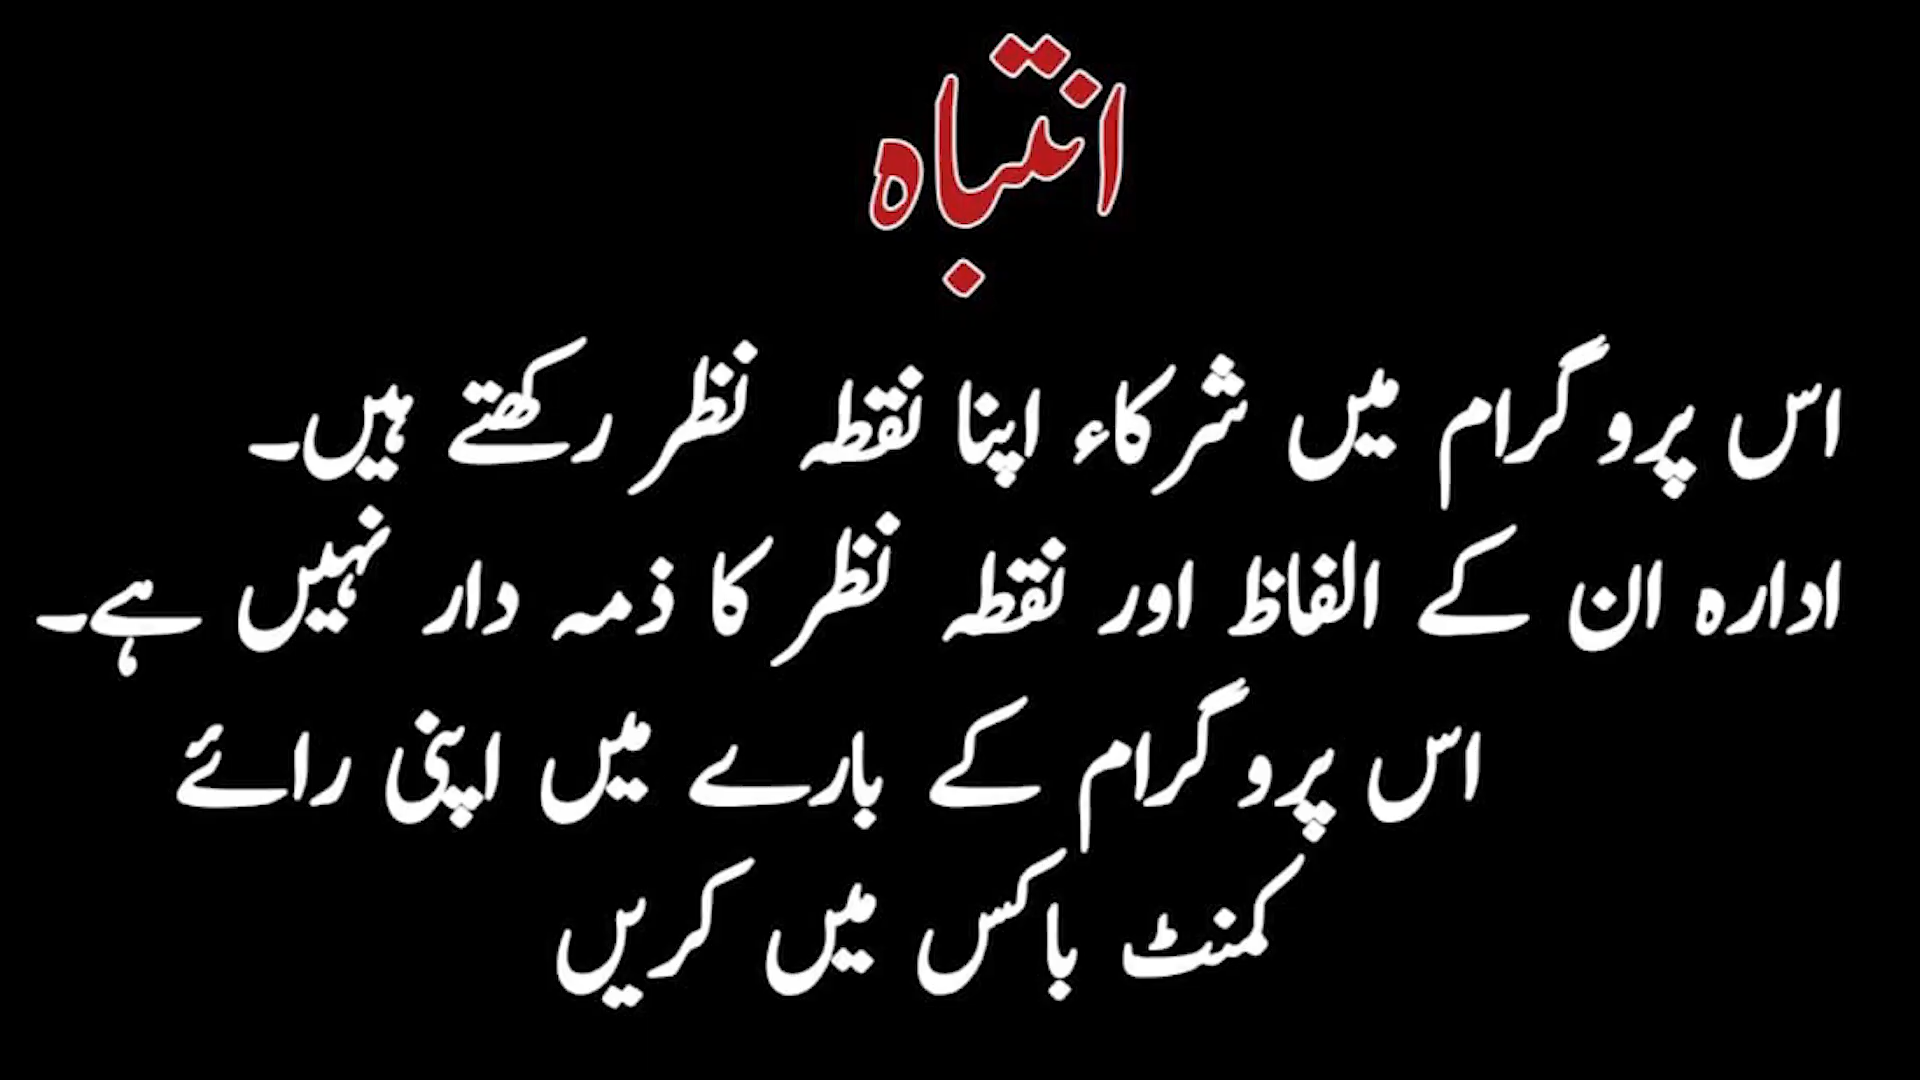 انتباہ
اس پروگرام میں شرکاء اپنا نقطہ نظر رکھتے ہیں۔
ادارہ ان کے الفاظ اور نقطہ نظر کا ذمہ دار نہیں ہے۔
اس پروگرام کے بارے میں اپنی رائے
کمنٹ باکس میں کریں